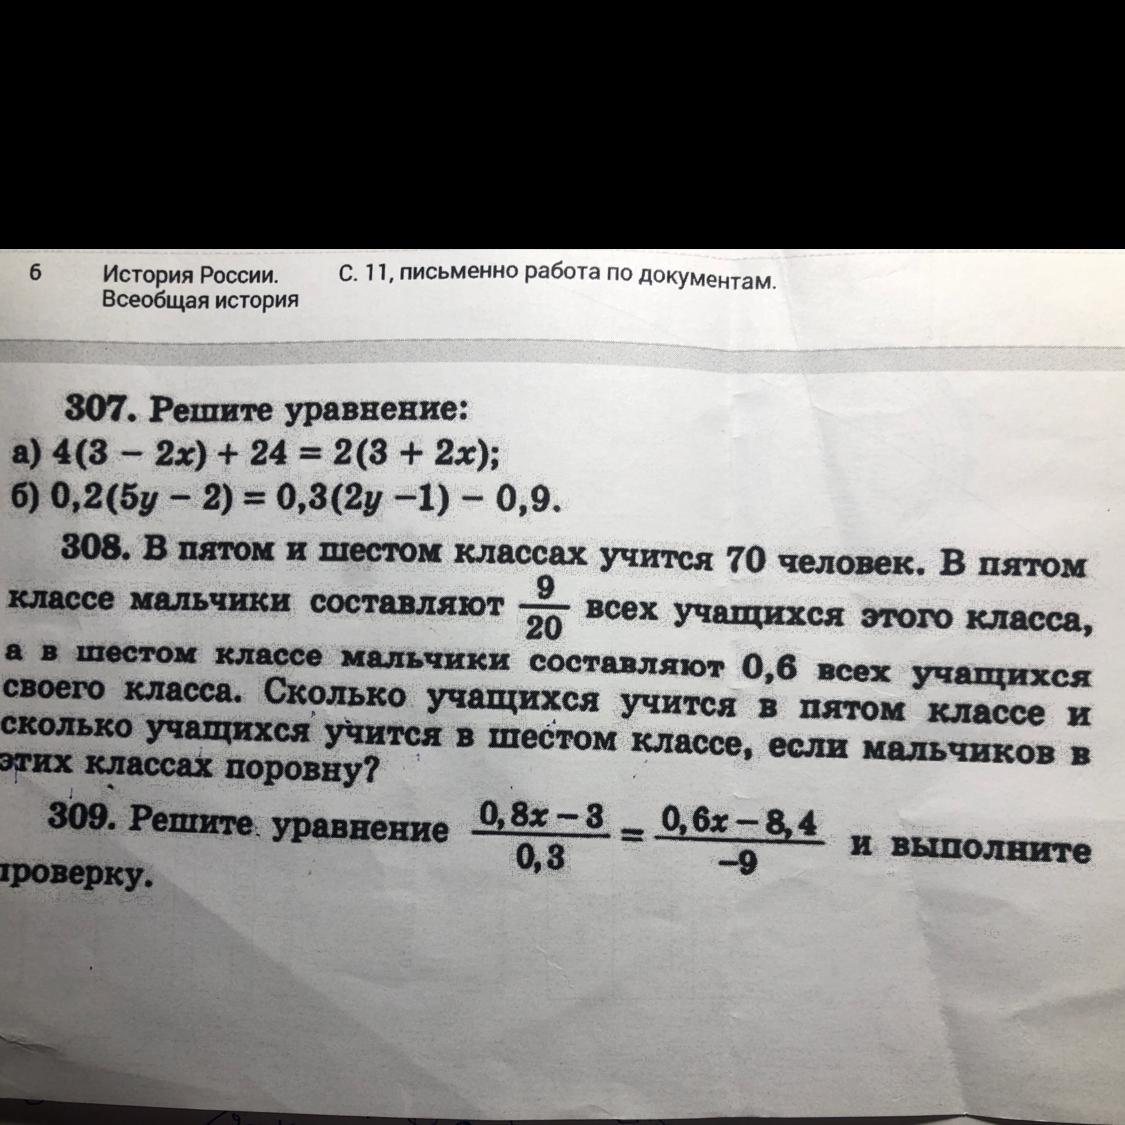 6 История России. С. 11, письменно работа по документам.
Всеобщая история
307. Решите уравнение:
а) 4(3 − 2x) + 24 = 2(3 + 2x);
б) 0,2(5y − 2) = 0,3(2y −1) − 0,9.
308. В пятом и шестом классах учится 70 человек. В пятом
классе мальчики составляют 9/20 всех учащихся этого класса,
а в шестом классе мальчики составляют 0,6 всех учащихся
своего класса. Сколько учащихся учится в пятом классе и
сколько учащихся учится в шестом классе, если мальчиков в
этих классах поровну?
309. Решите уравнение (0,8x − 3)/0,3 = (0,6x − 8,4)/−9 и выполните
проверку.